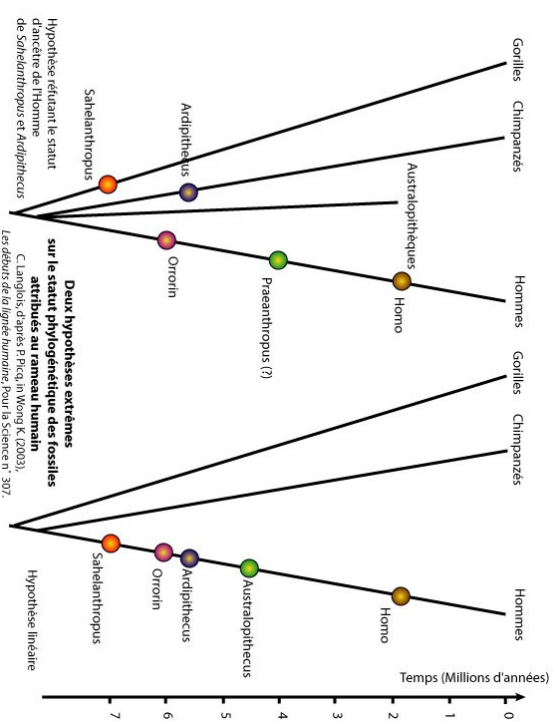 Gorilles
Chimpanzés
Australopithèques
Hommes
Homo
Praeanthropus (?)
Orrorin
Ardipithecus
Sahelanthropus
Hypothèse réfutant le statut
d'ancêtre de l'Homme
de Sahelanthropus et Ardipithecus
Deux hypothèses extrêmes
sur le statut phylogénétique des fossiles
attribués au rameau humain
C. Langlois, d'après P. Picq, in Wong K. (2003),
Les débuts de la lignée humaine, Pour la Science n° 307.
Gorilles
Chimpanzés
Hommes
Homo
Australopithecus
Ardipithecus
Orrorin
Sahelanthropus
Hypothèse linéaire
Temps (Millions d'années)
0
1
2
3
4
5
6
7